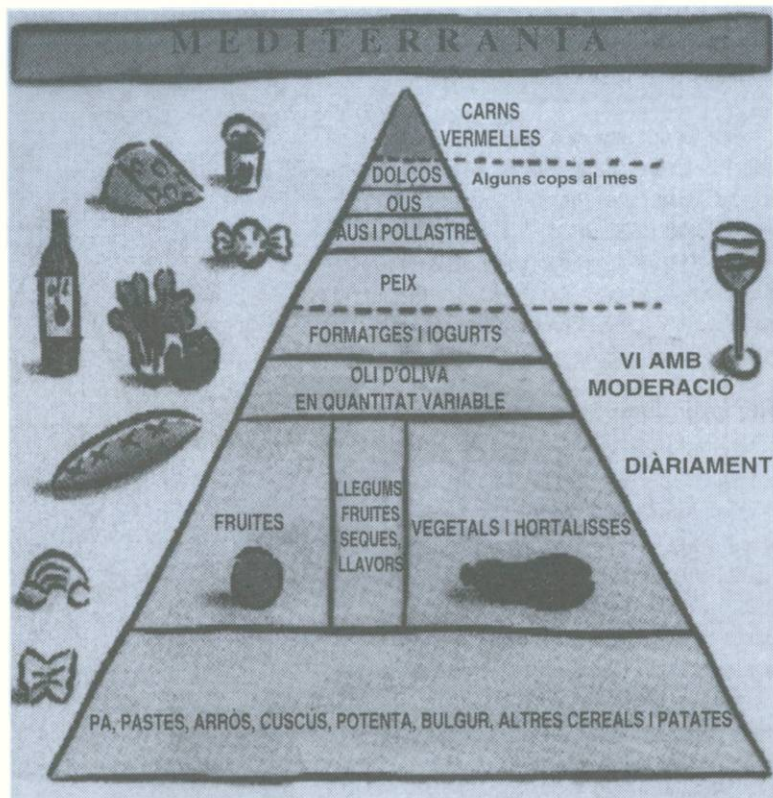 MEDITERRANIA
CARNS
VERMELLES
DOLÇOS
Alguns cops al mes
OUS
AUS I POLLASTRE
PEIX
FORMATGES I IOGURTS
VI AMB
MODERACIÓ
OLI D'OLIVA
EN QUANTITAT VARIABLE
DIÀRIAMENT
LLEGUMS
FRUITES
SEQUES,
LLAVORS
FRUITES
VEGETALS I HORTALISSES
PA, PASTES, ARRÒS, CUSCUS, POTENTA, BULGUR, ALTRES CEREALS I PATATES